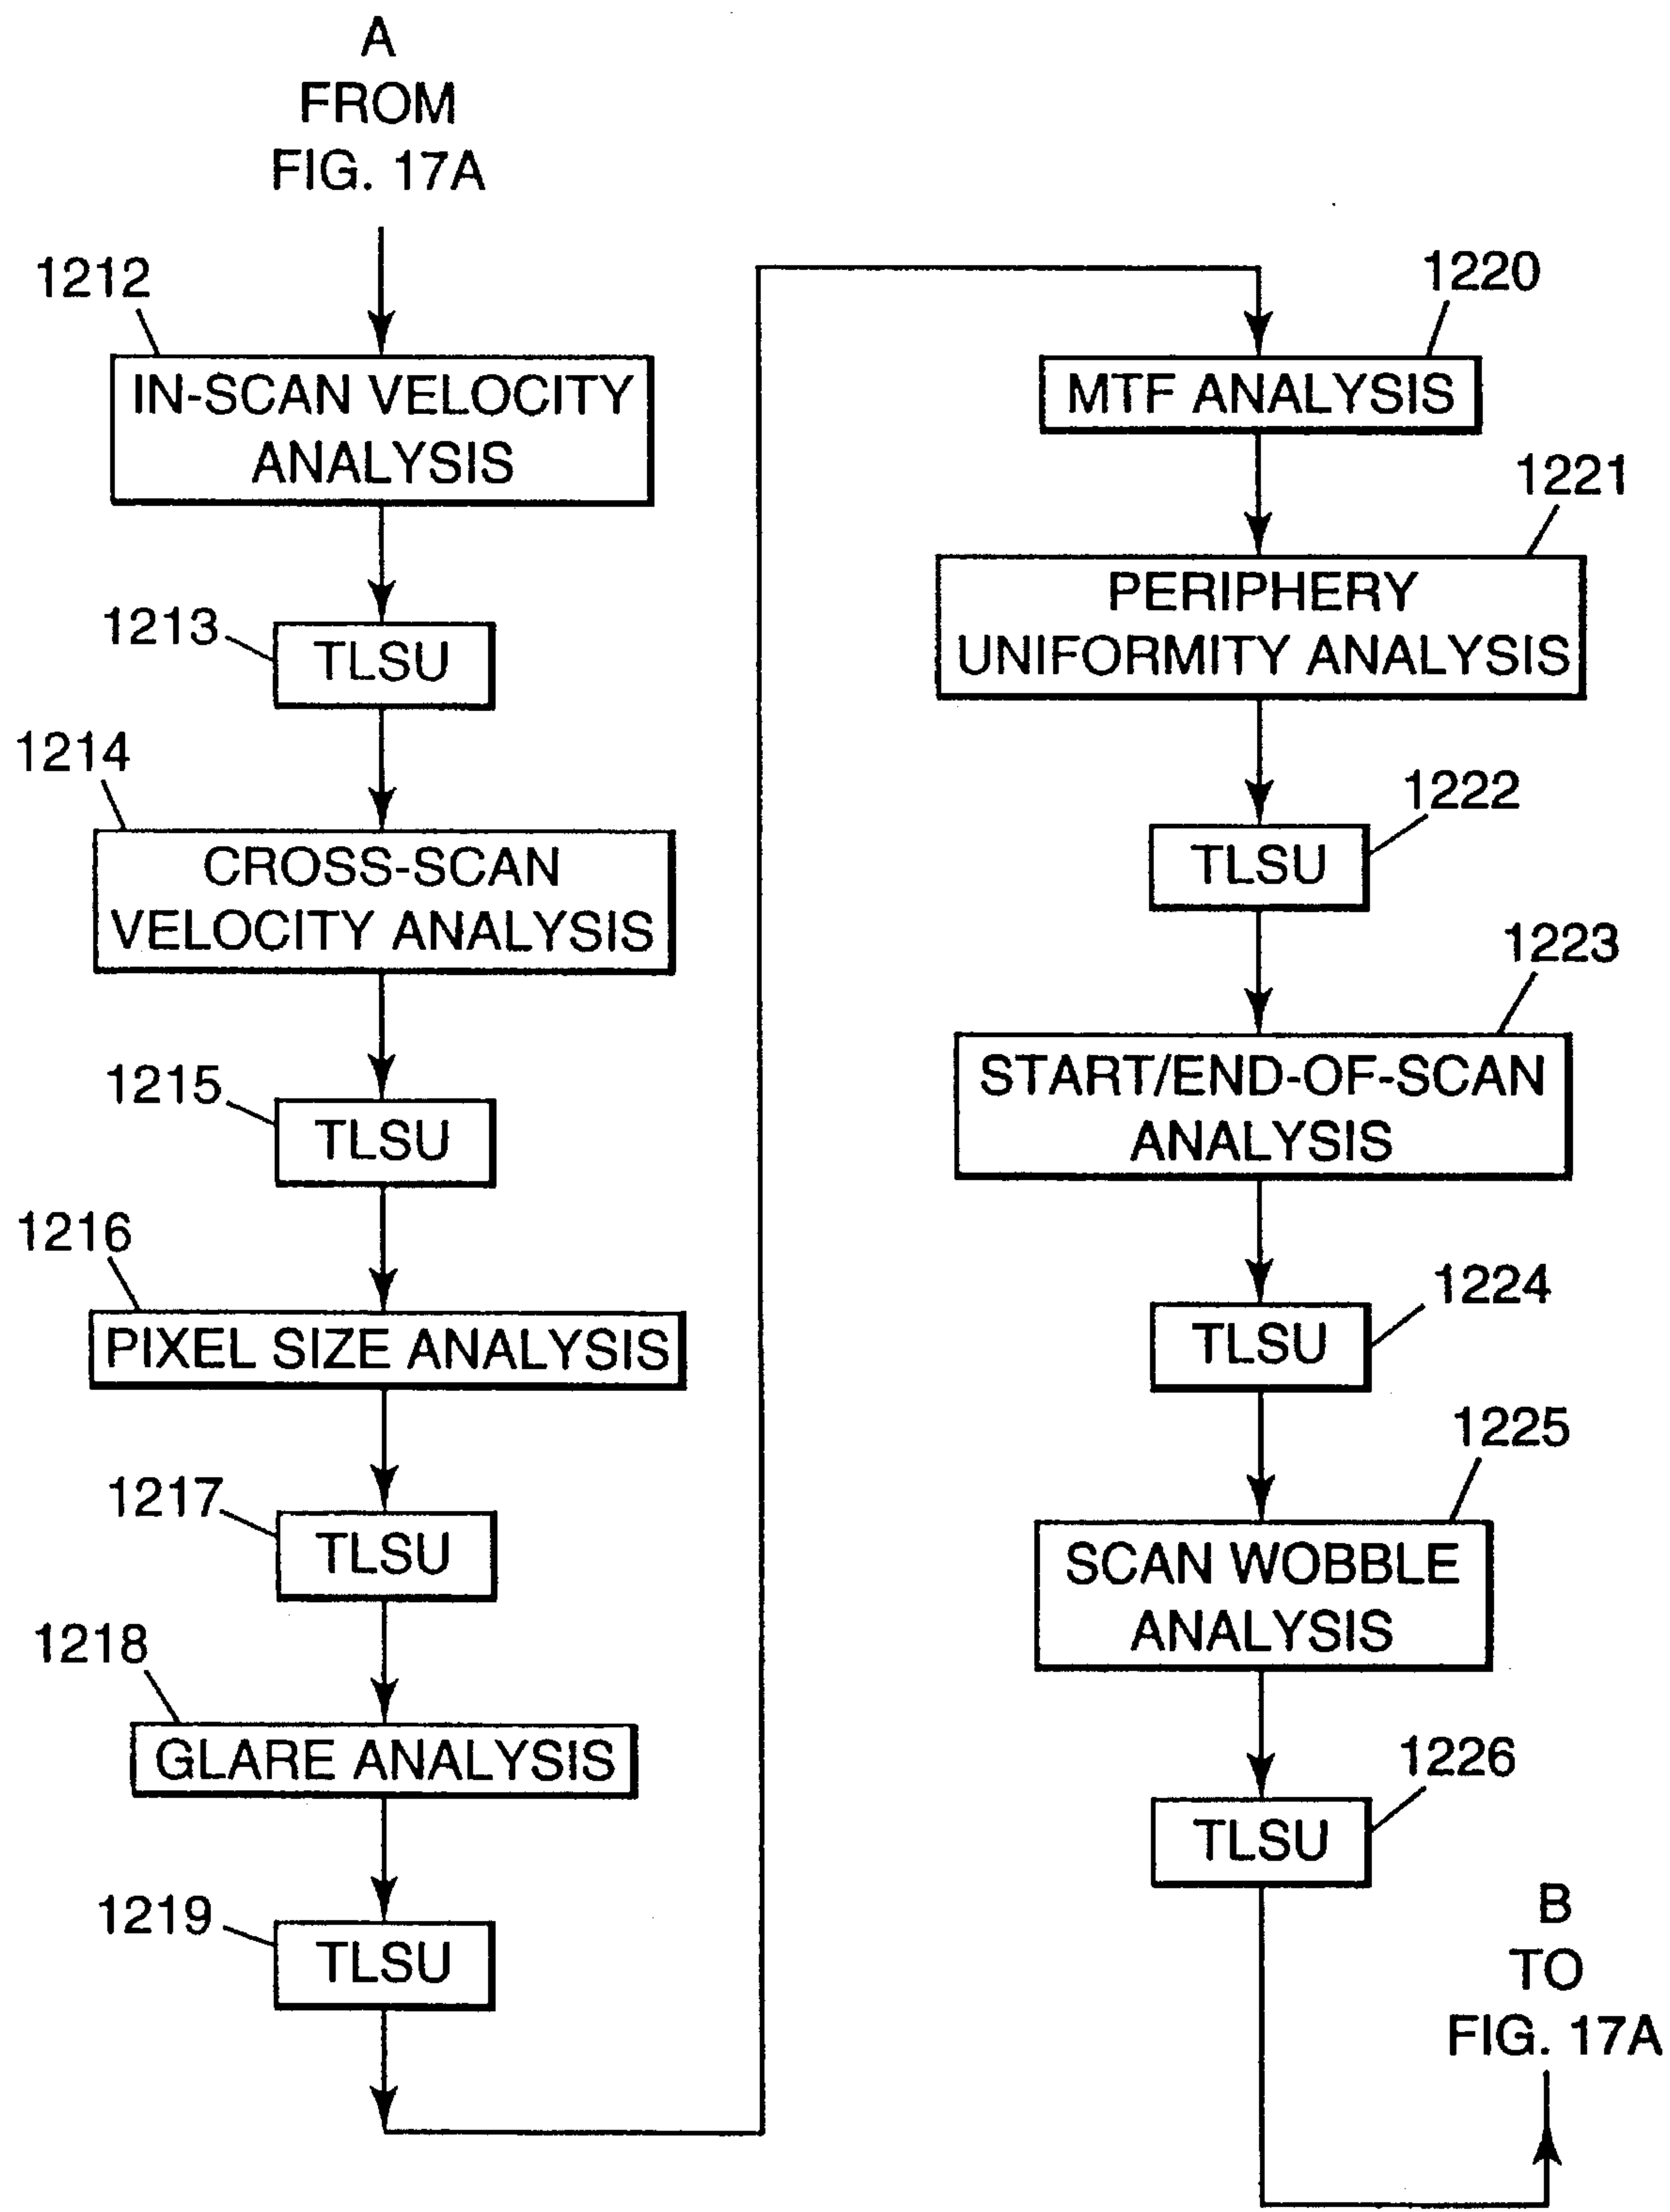 A
FROM
FIG. 17A
1212
IN-SCAN VELOCITY
ANALYSIS
1213
TLSU
1214
CROSS-SCAN
VELOCITY ANALYSIS
1215
TLSU
1216
PIXEL SIZE ANALYSIS
1217
TLSU
1218
GLARE ANALYSIS
1219
TLSU
1220
MTF ANALYSIS
1221
PERIPHERY
UNIFORMITY ANALYSIS
1222
TLSU
1223
START/END-OF-SCAN
ANALYSIS
1224
TLSU
1225
SCAN WOBBLE
ANALYSIS
1226
TLSU
B
TO
FIG. 17A